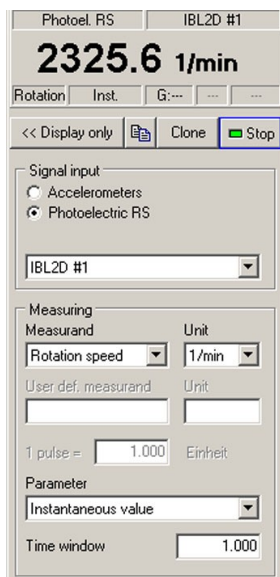 Photoel. RS IBL2D #1
2325.6 1/min
Rotation Inst. G:--- --- ---
<< Display only Clone Stop
Signal input
Accelerometers
Photoelectric RS
IBL2D #1
Measuring
Measurand Unit
Rotation speed 1/min
User def. measurand Unit
1 pulse = 1.000 Einheit
Parameter
Instantaneous value
Time window 1.000